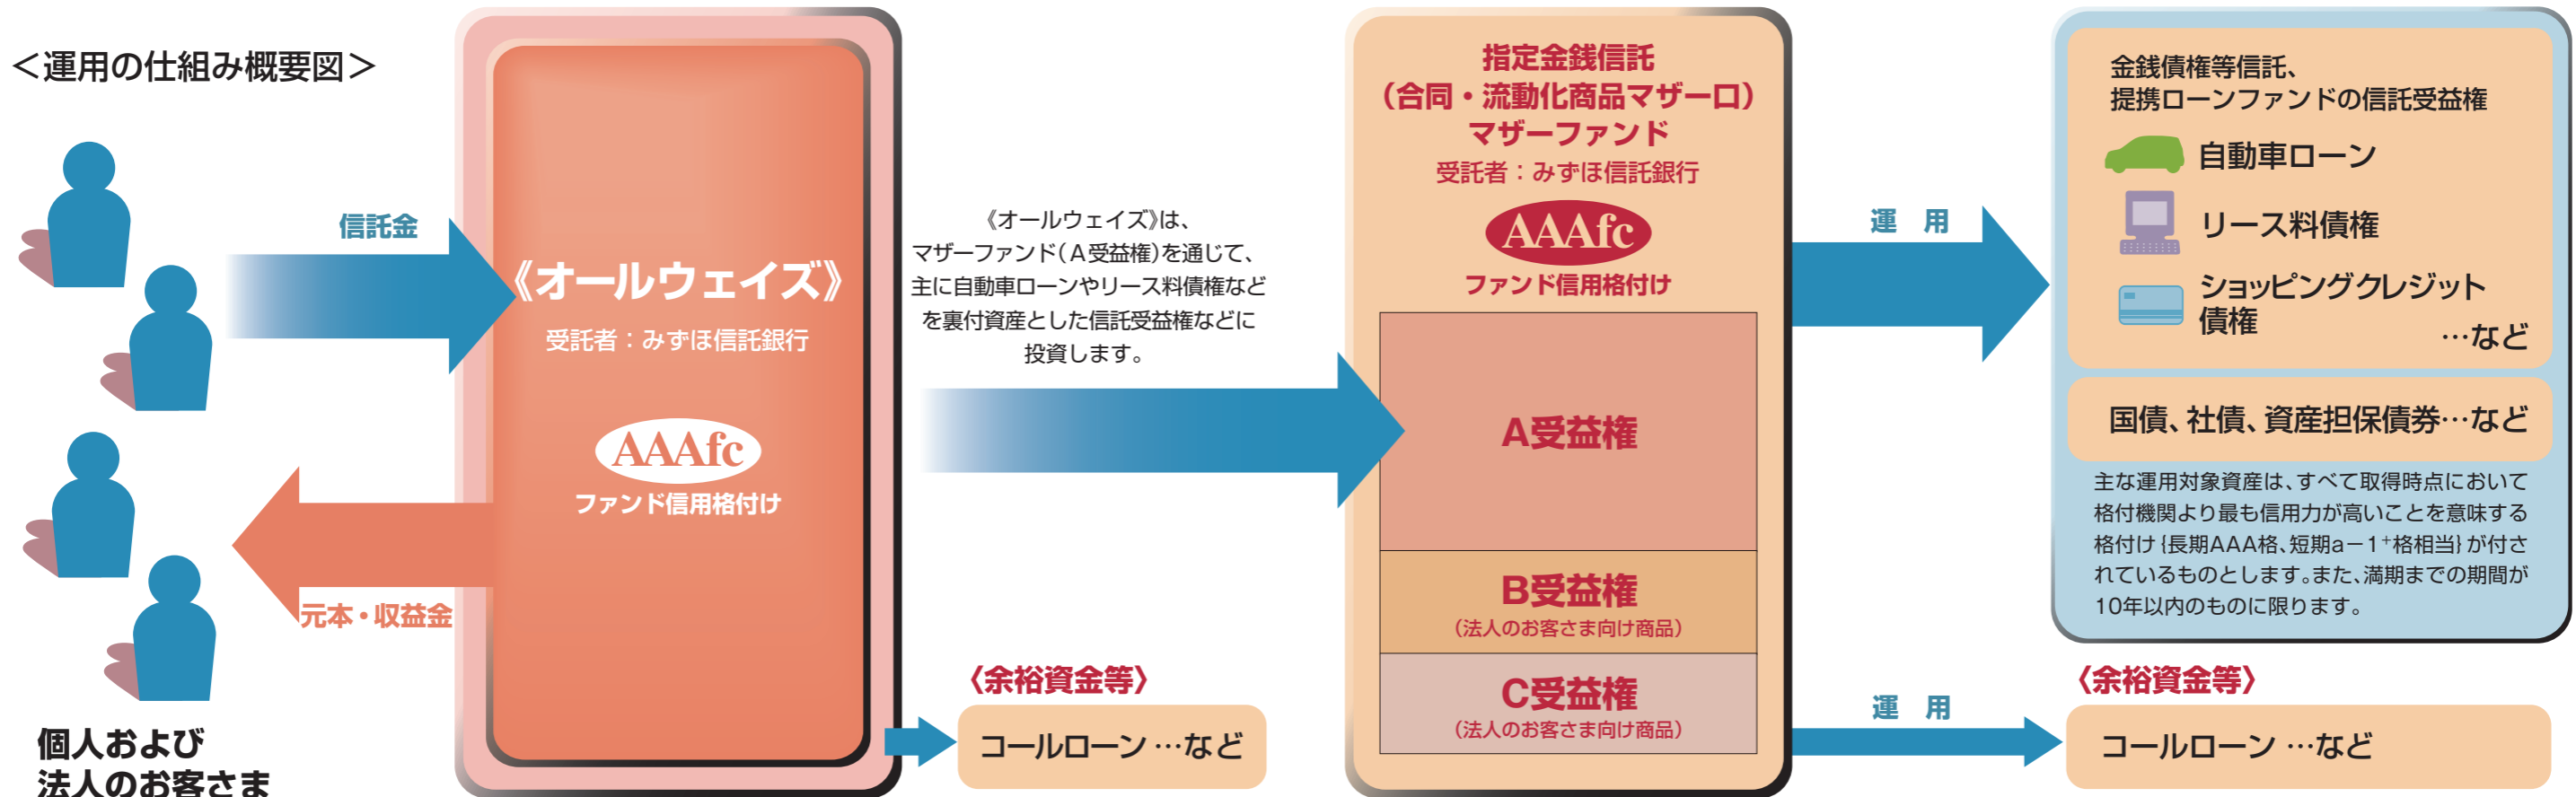 ＜運用の仕組み概要図＞
信託金
元本・収益金
個人および
法人のお客さま
《オールウェイズ》
受託者：みずほ信託銀行
AAAfc
ファンド信用格付け
《オールウェイズ》は、
マザーファンド（A受益権）を通じて、
主に自動車ローンやリース料債権など
を裏付資産とした信託受益権などに
投資します。
〈余裕資金等〉
コールローン …など
指定金銭信託
（合同・流動化商品マザー口）
マザーファンド
受託者：みずほ信託銀行
AAAfc
ファンド信用格付け
A受益権
B受益権
（法人のお客さま向け商品）
C受益権
（法人のお客さま向け商品）
運　用
運　用
金銭債権等信託、
提携ローンファンドの信託受益権
自動車ローン
リース料債権
ショッピングクレジット
債権
…など
国債、社債、資産担保債券…など
主な運用対象資産は、すべて取得時点において
格付機関より最も信用力が高いことを意味する
格付け｛長期AAA格、短期a－1⁺格相当｝が付さ
れているものとします。また、満期までの期間が
10年以内のものに限ります。
〈余裕資金等〉
コールローン …など